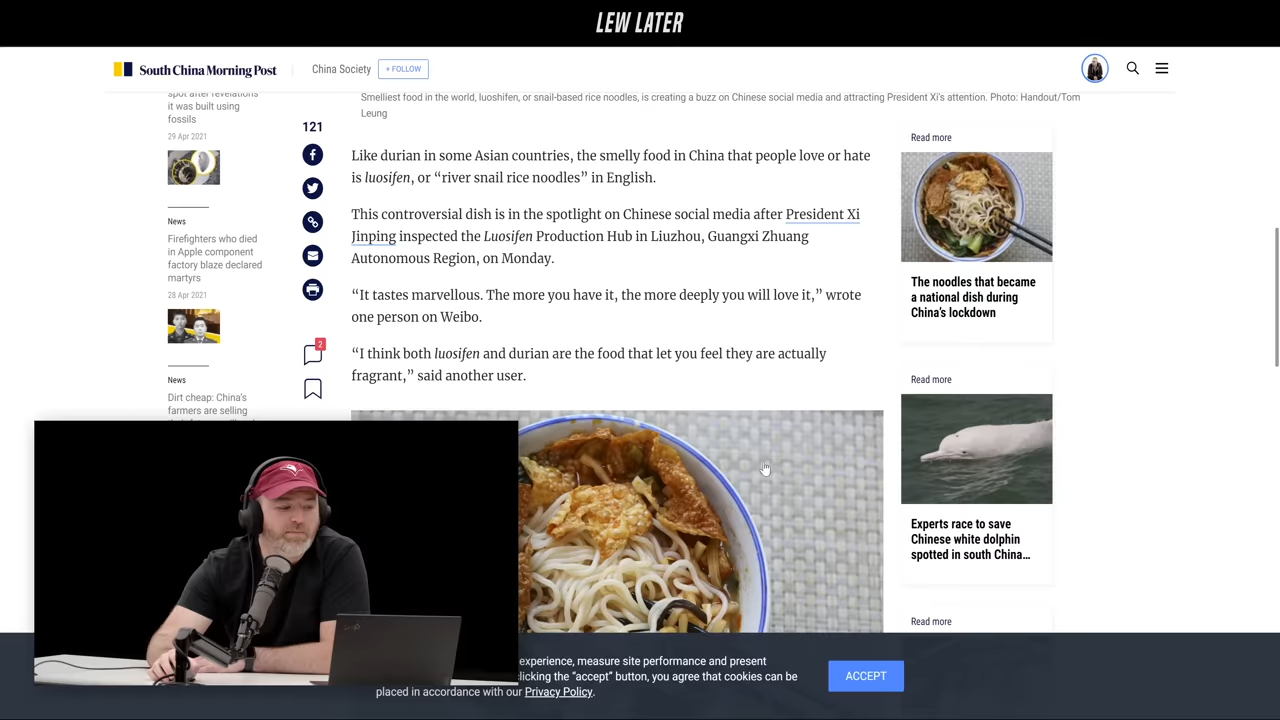 LEW LATER
South China Morning Post
China Society
+ FOLLOW
spot after revelations
it was built using
fossils
29 Apr 2021
News
Firefighters who died
in Apple component
factory blaze declared
martyrs
28 Apr 2021
News
Dirt cheap: China's
farmers are selling
121
2
Smelliest food in the world, luoshifen, or snail-based rice noodles, is creating a buzz on Chinese social media and attracting President Xi's attention. Photo: Handout/Tom
Leung
Like durian in some Asian countries, the smelly food in China that people love or hate
is luosifen, or “river snail rice noodles” in English.
This controversial dish is in the spotlight on Chinese social media after President Xi
Jinping inspected the Luosifen Production Hub in Liuzhou, Guangxi Zhuang
Autonomous Region, on Monday.
“It tastes marvellous. The more you have it, the more deeply you will love it,” wrote
one person on Weibo.
“I think both luosifen and durian are the food that let you feel they are actually
fragrant,” said another user.
Read more
The noodles that became
a national dish during
China's lockdown
Read more
Experts race to save
Chinese white dolphin
spotted in south China...
Read more
experience, measure site performance and present
clicking the “accept” button, you agree that cookies can be
placed in accordance with our Privacy Policy.
ACCEPT